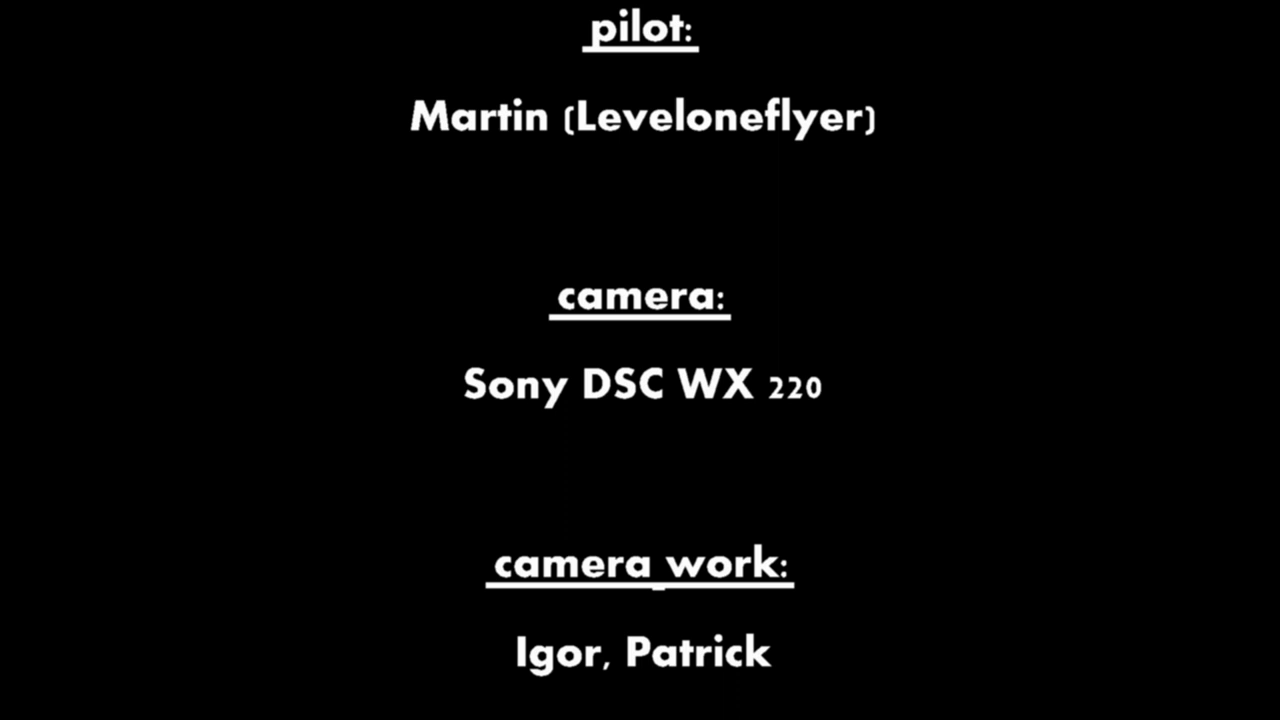 pilot:
Martin (Leveloneflyer)
camera:
Sony DSC WX 220
camera work:
Igor, Patrick